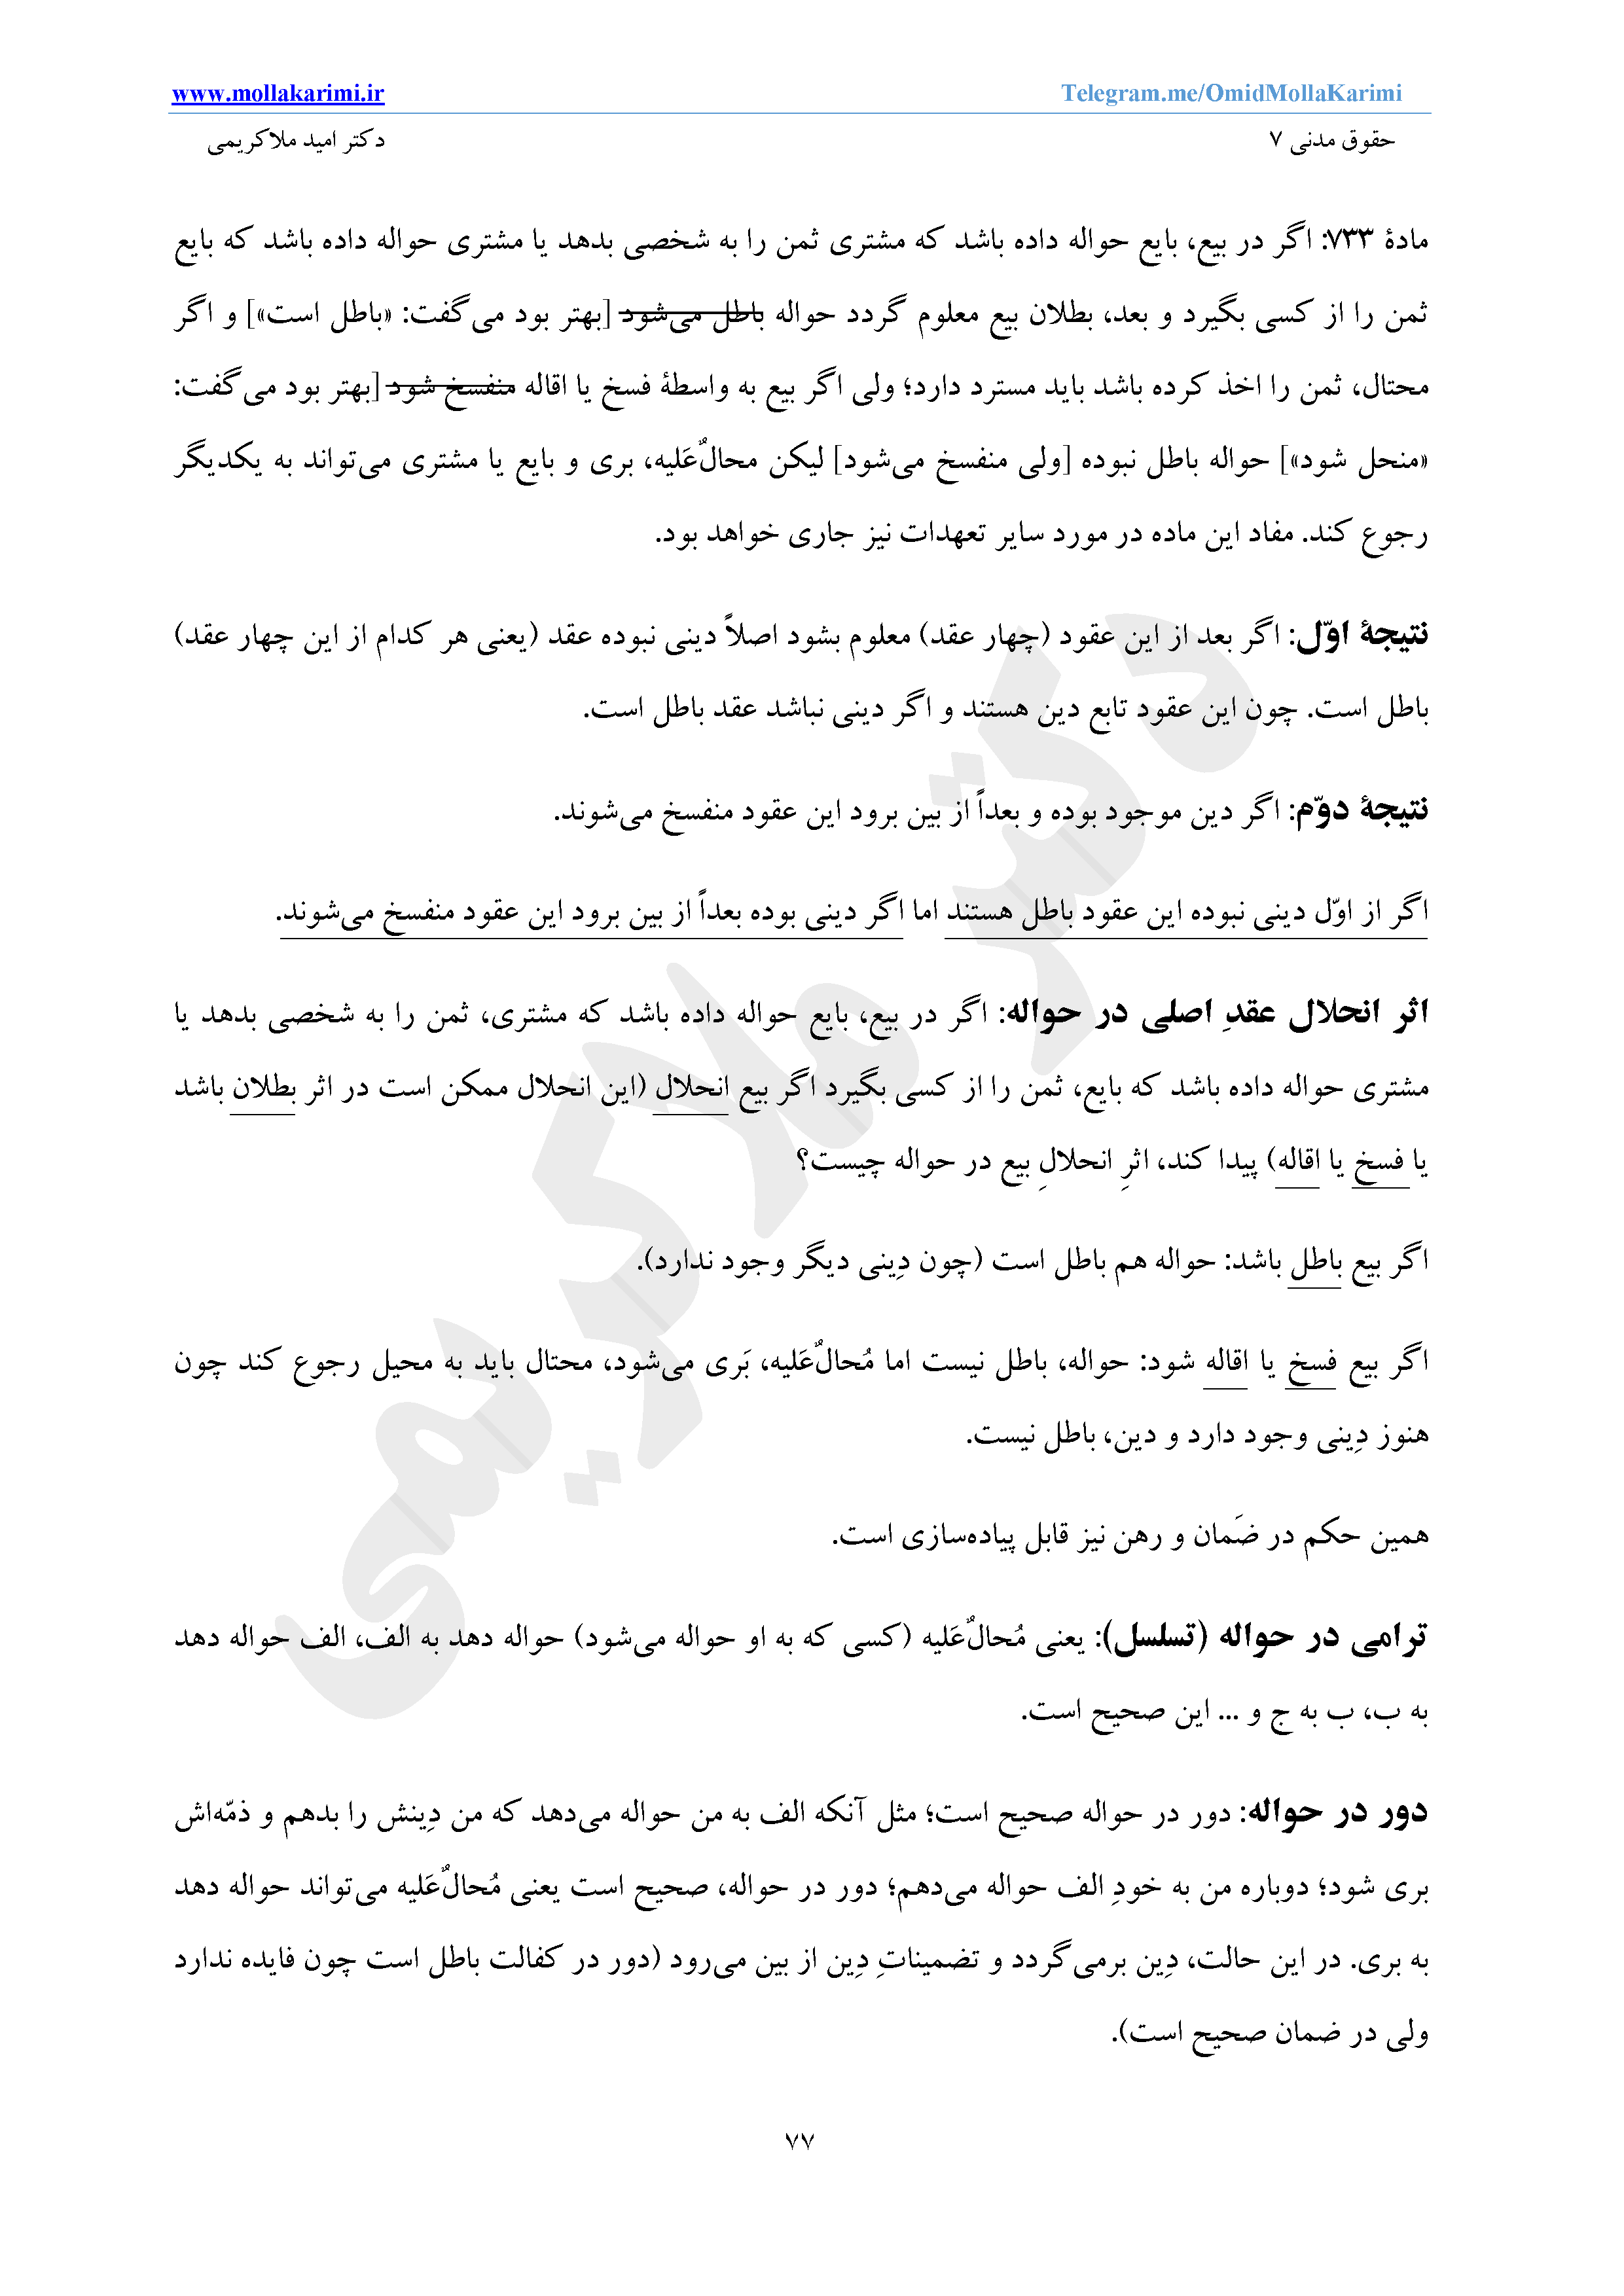 www.mollakarimi.ir Telegram.me/OmidMollaKarimi
حقوق مدنی ۷ دکتر امید ملاکریمی
مادهٔ ۷۳۳: اگر در بیع، بایع حواله داده باشد که مشتری ثمن را به شخصی بدهد یا مشتری حواله داده باشد که بایع
ثمن را از کسی بگیرد و بعد، بطلان بیع معلوم گردد حواله باطل می‌شود [بهتر بود می‌گفت: «باطل است»] و اگر
محتال، ثمن را اخذ کرده باشد باید مسترد دارد؛ ولی اگر بیع به واسطهٔ فسخ یا اقاله منفسخ شود [بهتر بود می‌گفت:
«منحل شود»] حواله باطل نبوده [ولی منفسخ می‌شود] لیکن محالٌ‌عَلیه، بری و بایع یا مشتری می‌تواند به یکدیگر
رجوع کند. مفاد این ماده در مورد سایر تعهدات نیز جاری خواهد بود.
نتیجهٔ اوّل: اگر بعد از این عقود (چهار عقد) معلوم بشود اصلاً دینی نبوده عقد (یعنی هر کدام از این چهار عقد)
باطل است. چون این عقود تابع دین هستند و اگر دینی نباشد عقد باطل است.
نتیجهٔ دوّم: اگر دین موجود بوده و بعداً از بین برود این عقود منفسخ می‌شوند.
اگر از اوّل دینی نبوده این عقود باطل هستند اما اگر دینی بوده بعداً از بین برود این عقود منفسخ می‌شوند.
اثر انحلال عقدِ اصلی در حواله: اگر در بیع، بایع حواله داده باشد که مشتری، ثمن را به شخصی بدهد یا
مشتری حواله داده باشد که بایع، ثمن را از کسی بگیرد اگر بیع انحلال (این انحلال ممکن است در اثر بطلان باشد
یا فسخ یا اقاله) پیدا کند، اثرِ انحلالِ بیع در حواله چیست؟
اگر بیع باطل باشد: حواله هم باطل است (چون دِینی دیگر وجود ندارد).
اگر بیع فسخ یا اقاله شود: حواله، باطل نیست اما مُحالٌ‌عَلیه، بَری می‌شود، محتال باید به محیل رجوع کند چون
هنوز دِینی وجود دارد و دین، باطل نیست.
همین حکم در ضَمان و رهن نیز قابل پیاده‌سازی است.
ترامی در حواله (تسلسل): یعنی مُحالٌ‌عَلیه (کسی که به او حواله می‌شود) حواله دهد به الف، الف حواله دهد
به ب، ب به ج و ... این صحیح است.
دور در حواله: دور در حواله صحیح است؛ مثل آنکه الف به من حواله می‌دهد که من دِینش را بدهم و ذمّه‌اش
بری شود؛ دوباره من به خودِ الف حواله می‌دهم؛ دور در حواله، صحیح است یعنی مُحالٌ‌عَلیه می‌تواند حواله دهد
به بری. در این حالت، دِین برمی‌گردد و تضمیناتِ دِین از بین می‌رود (دور در کفالت باطل است چون فایده ندارد
ولی در ضمان صحیح است).
۷۷
دکتر ملاکریمی